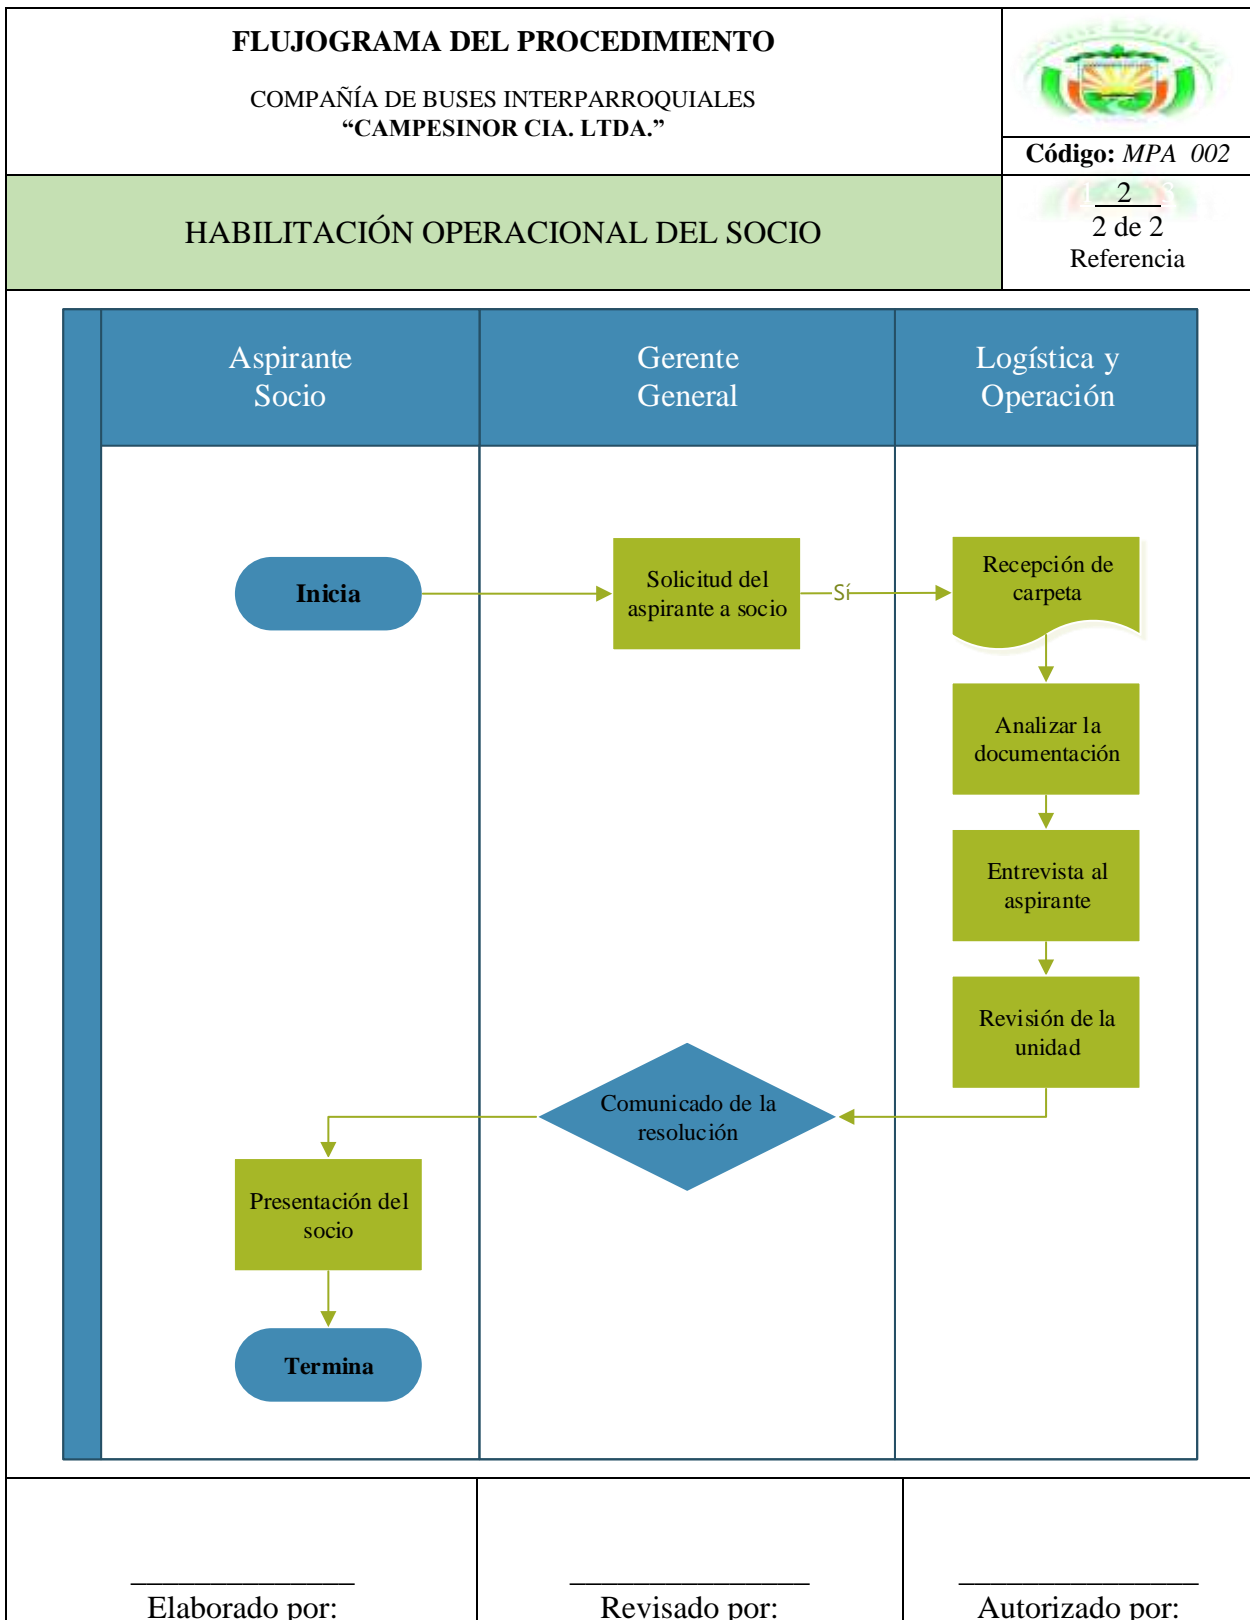 FLUJOGRAMA DEL PROCEDIMIENTO
COMPAÑÍA DE BUSES INTERPARROQUIALES
“CAMPESINOR CIA. LTDA.”
Código: MPA 002
HABILITACIÓN OPERACIONAL DEL SOCIO
2
2 de 2
Referencia
Aspirante
Socio
Gerente
General
Logística y
Operación
Inicia
Solicitud del
aspirante a socio
Sí
Recepción de
carpeta
Analizar la
documentación
Entrevista al
aspirante
Revisión de la
unidad
Comunicado de la
resolución
Presentación del
socio
Termina
Elaborado por:
Revisado por:
Autorizado por: